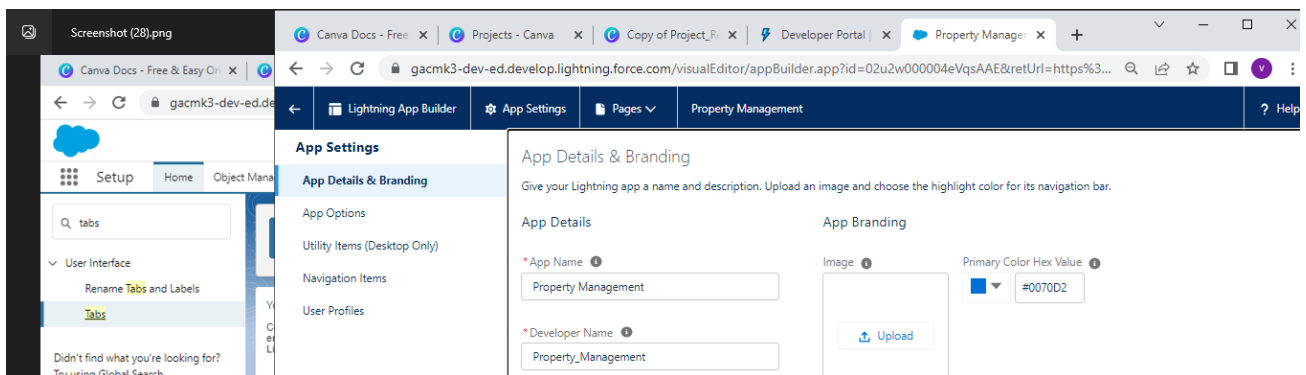 Screenshot (28).png
Canva Docs - Free & Easy On
gacmk3-dev-ed.de
Setup
Home
Object Mana
tabs
User Interface
Rename Tabs and Labels
Tabs
Didn't find what you're looking for?
Try using Global Search
Canva Docs - Free
Projects - Canva
Copy of Project_Re
Developer Portal |
Property Manager
gacmk3-dev-ed.develop.lightning.force.com/visualEditor/appBuilder.app?id=02u2w000004eVqsAAE&retUrl=https%3...
V
Lightning App Builder
App Settings
Pages
Property Management
? Help
App Settings
App Details & Branding
App Options
Utility Items (Desktop Only)
Navigation Items
User Profiles
App Details & Branding
Give your Lightning app a name and description. Upload an image and choose the highlight color for its navigation bar.
App Details
App Branding
*App Name
Property Management
*Developer Name
Property_Management
Image
Upload
Primary Color Hex Value
#0070D2